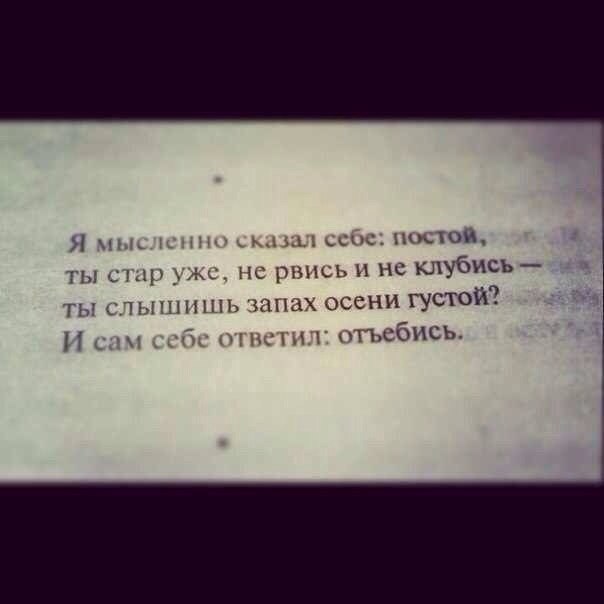 Я мысленно сказал себе: постой,
ты стар уже, не рвись и не клубись —
ты слышишь запах осени густой?
И сам себе ответил: отъебись.